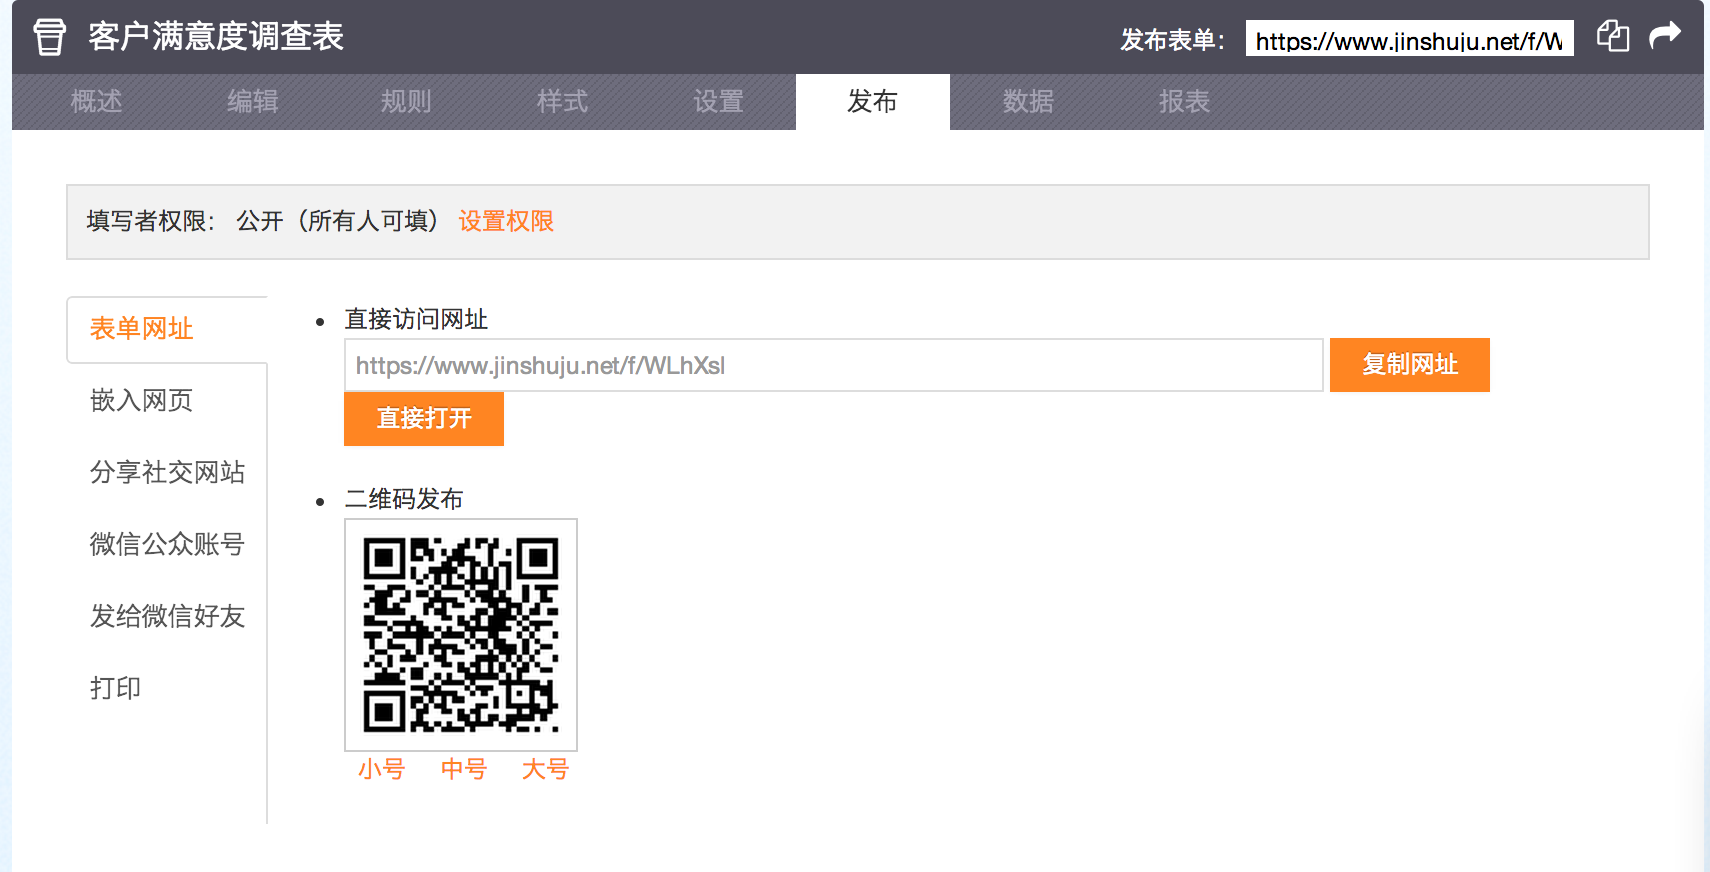 客户满意度调查表
发布表单： https://www.jinshuju.net/f/W
概述 编辑 规则 样式 设置 发布 数据 报表
填写者权限： 公开（所有人可填） 设置权限
表单网址
嵌入网页
分享社交网站
微信公众账号
发给微信好友
打印
直接访问网址
https://www.jinshuju.net/f/WLhXsl 复制网址
直接打开
二维码发布
小号 中号 大号